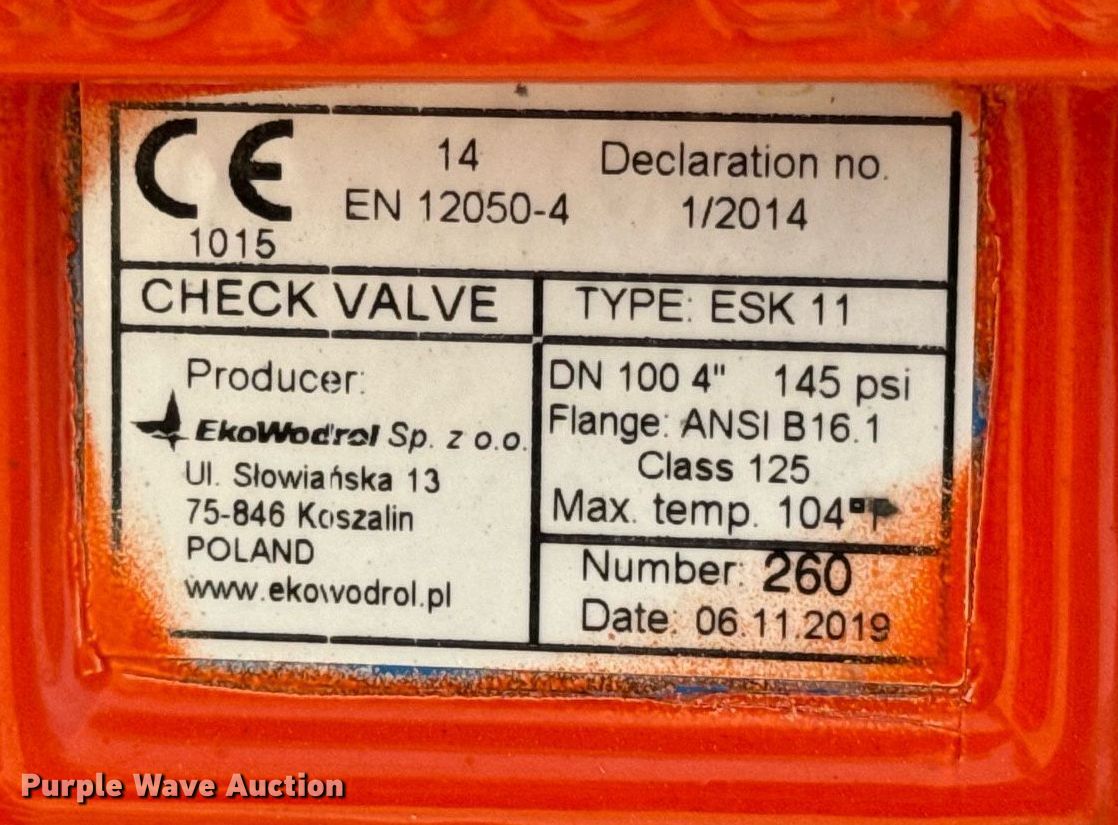 CE
1015
14
EN 12050-4
Declaration no.
1/2014
CHECK VALVE
TYPE: ESK 11
Producer:
EkoWodrol Sp. z o.o.
Ul. Słowiańska 13
75-846 Koszalin
POLAND
www.ekowodrol.pl
DN 100 4" 145 psi
Flange: ANSI B16.1
Class 125
Max. temp. 104°F
Number: 260
Date: 06.11.2019
Purple Wave Auction